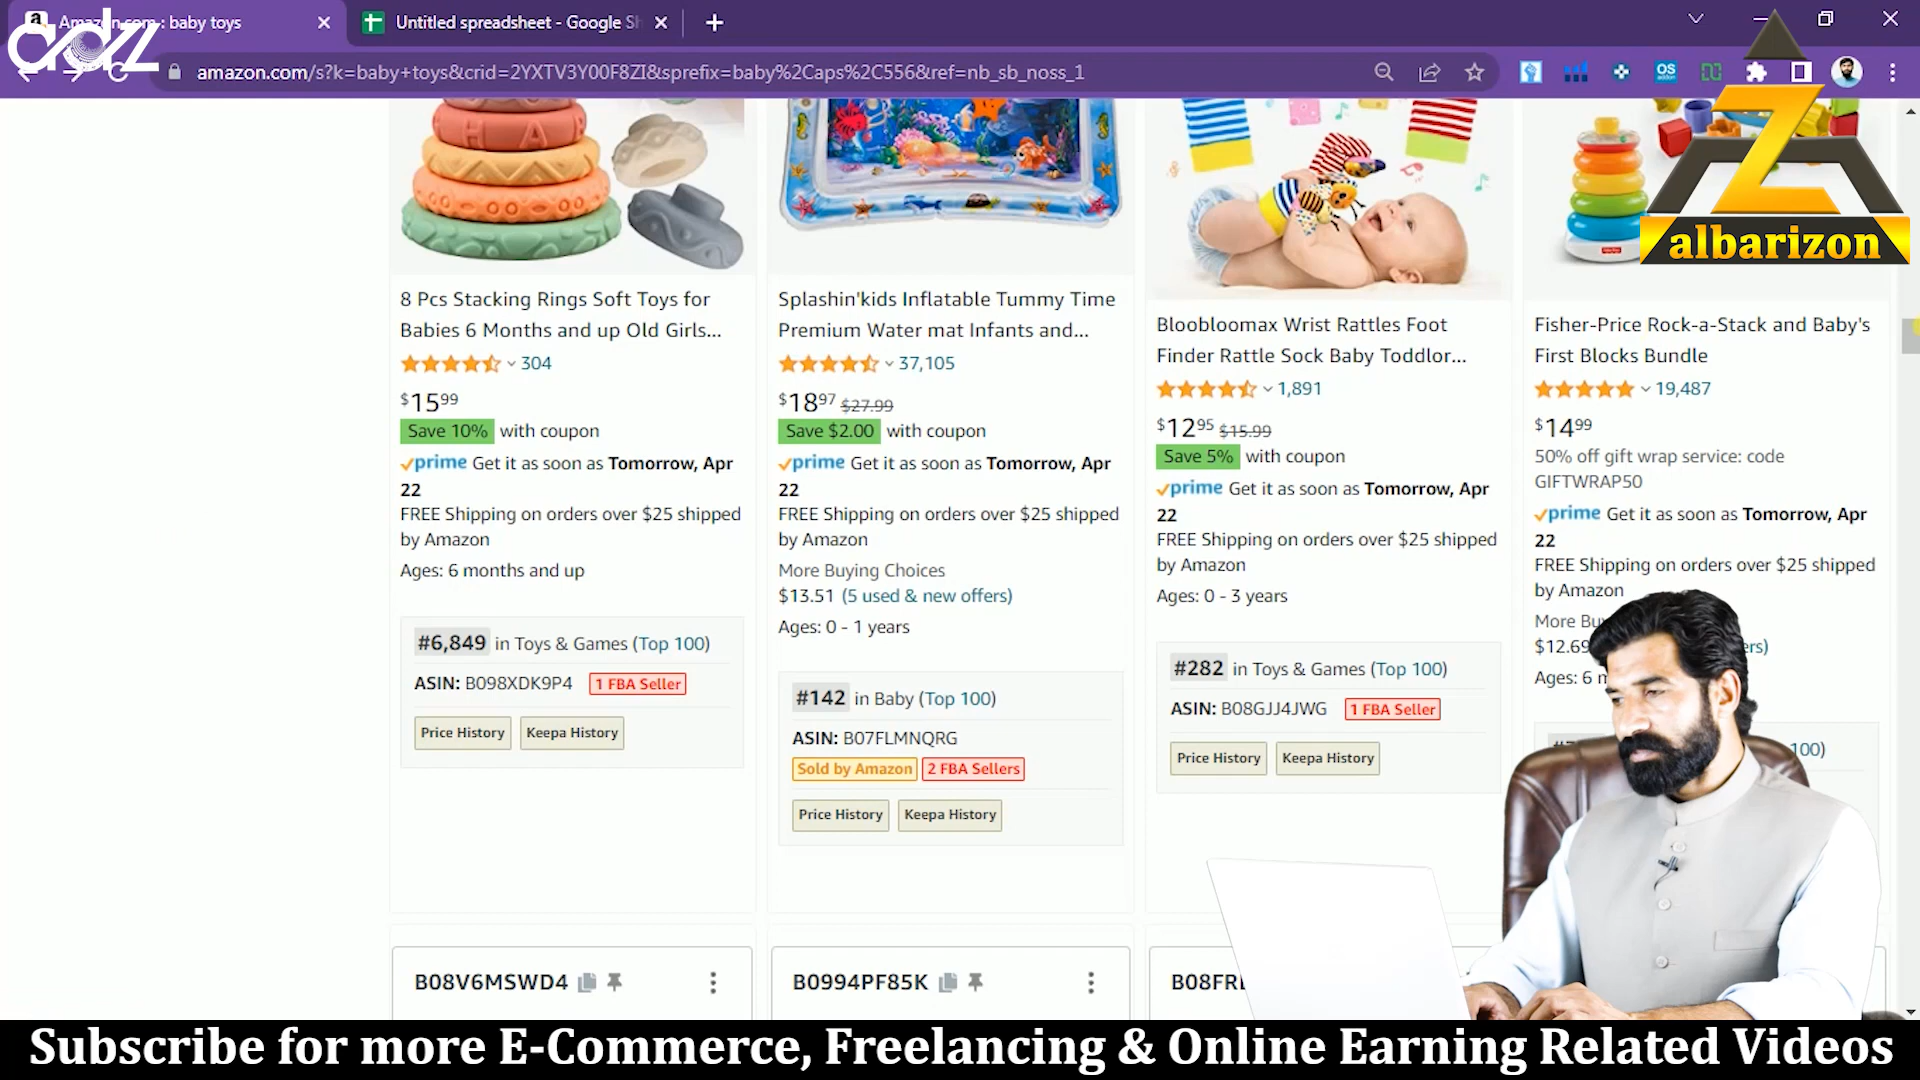 Amazon.com : baby toys
Untitled spreadsheet - Google Sh
adz
amazon.com/s?k=baby+toys&crid=2YXTV3Y00F8ZI&sprefix=baby%2Caps%2C556&ref=nb_sb_noss_1
OS
albarizon
8 Pcs Stacking Rings Soft Toys for
Babies 6 Months and up Old Girls...
304
$15 99
Save 10% with coupon
prime Get it as soon as Tomorrow, Apr
22
FREE Shipping on orders over $25 shipped
by Amazon
Ages: 6 months and up
#6,849 in Toys & Games (Top 100)
ASIN: B098XDK9P4 1 FBA Seller
Price History Keepa History
Splashin'kids Inflatable Tummy Time
Premium Water mat Infants and...
37,105
$18 97 $27.99
Save $2.00 with coupon
prime Get it as soon as Tomorrow, Apr
22
FREE Shipping on orders over $25 shipped
by Amazon
More Buying Choices
$13.51 (5 used & new offers)
Ages: 0 - 1 years
#142 in Baby (Top 100)
ASIN: B07FLMNQRG
Sold by Amazon 2 FBA Sellers
Price History Keepa History
Bloobloomax Wrist Rattles Foot
Finder Rattle Sock Baby Toddlor...
1,891
$12 95 $15.99
Save 5% with coupon
prime Get it as soon as Tomorrow, Apr
22
FREE Shipping on orders over $25 shipped
by Amazon
Ages: 0 - 3 years
#282 in Toys & Games (Top 100)
ASIN: B08GJJ4JWG 1 FBA Seller
Price History Keepa History
Fisher-Price Rock-a-Stack and Baby's
First Blocks Bundle
19,487
$14 99
50% off gift wrap service: code
GIFTWRAP50
prime Get it as soon as Tomorrow, Apr
22
FREE Shipping on orders over $25 shipped
by Amazon
More
$12.69
Ages: 6
100)
B08V6MSWD4
B0994PF85K
B08FR
Subscribe for more E-Commerce, Freelancing & Online Earning Related Videos